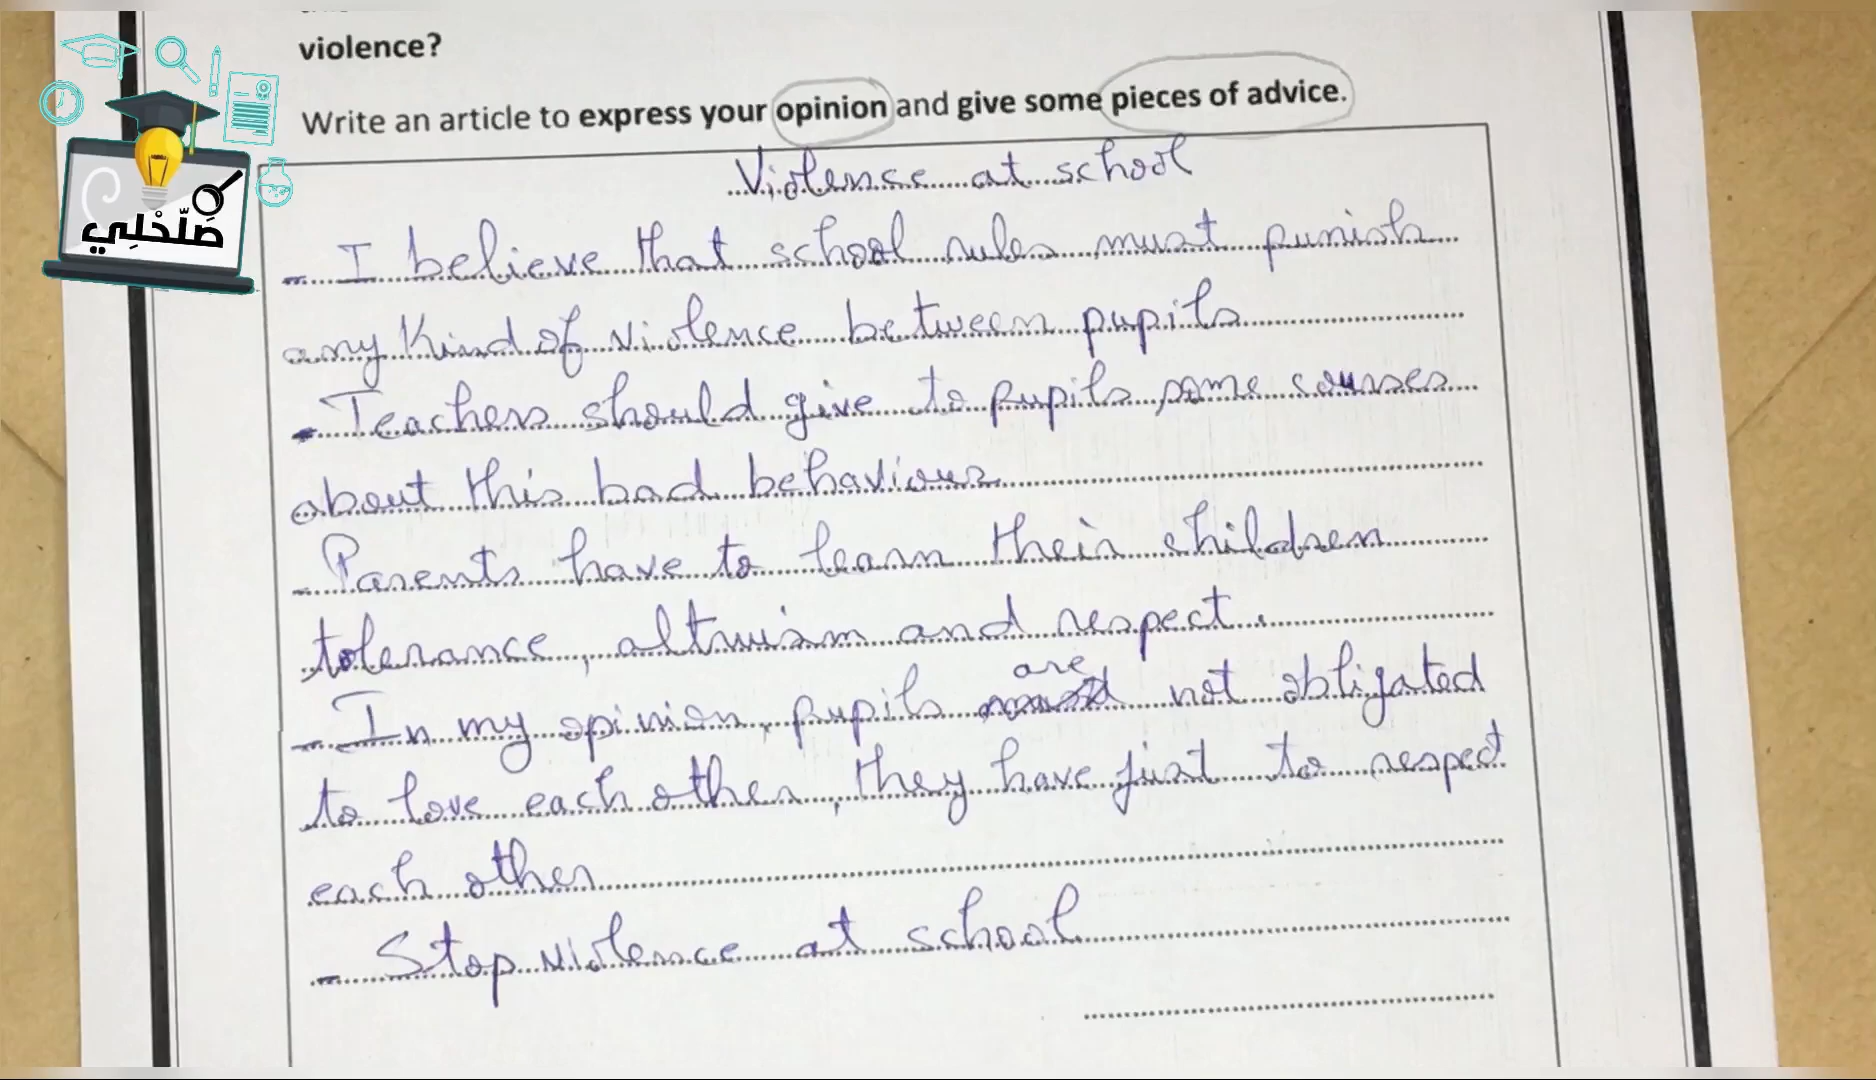 violence?
Write an article to express your opinion and give some pieces of advice.
صَلَّحْلِي
Violence at school
- I believe that school rules must punish
any kind of violence between pupils
- Teachers should give to pupils some courses
about this bad behaviour
- Parents have to learn their children
tolerance, altruism and respect.
are
- In my opinion, pupils not obligated
to love each other, they have just to respect
each other
- Stop violence at school